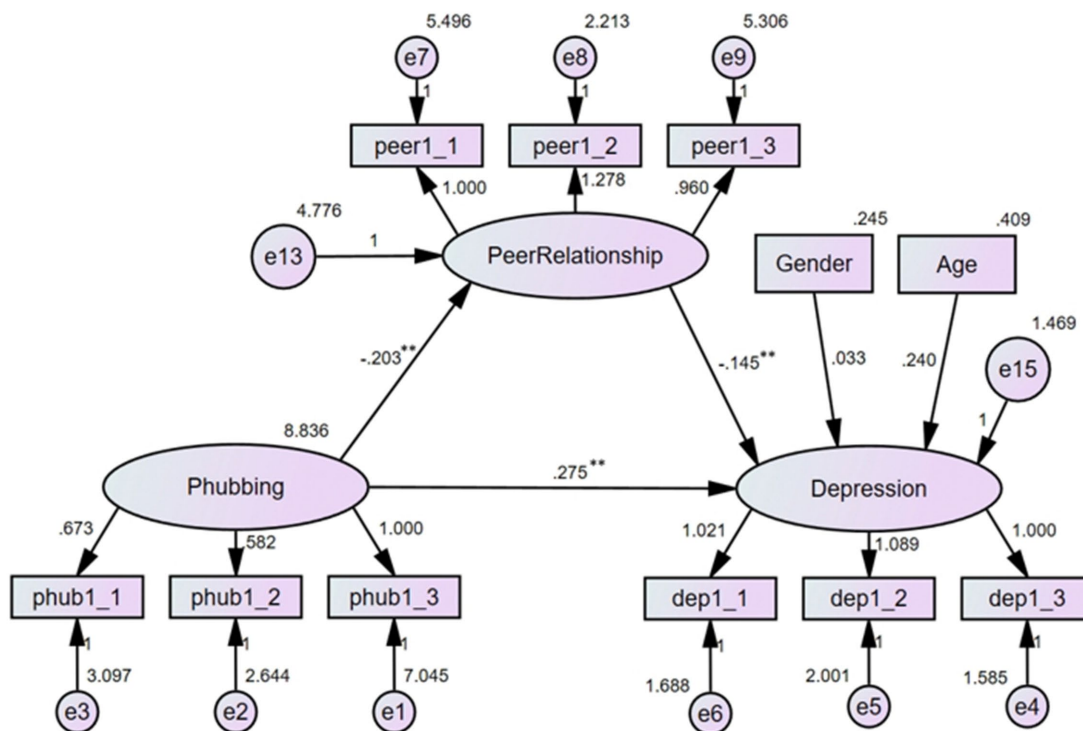 5.496 2.213 5.306
e7 e8 e9
1 1 1
peer1_1 peer1_2 peer1_3
1.000 1.278 .960
4.776 .245 .409
e13 1 PeerRelationship Gender Age
1.469
-.203** -.145** .033 .240 e15
1
8.836
Phubbing .275** Depression
.673 582 1.000 1.021 1.089 1.000
phub1_1 phub1_2 phub1_3 dep1_1 dep1_2 dep1_3
1 1 1 1 1 1
3.097 2.644 7.045 1.688 2.001 1.585
e3 e2 e1 e6 e5 e4